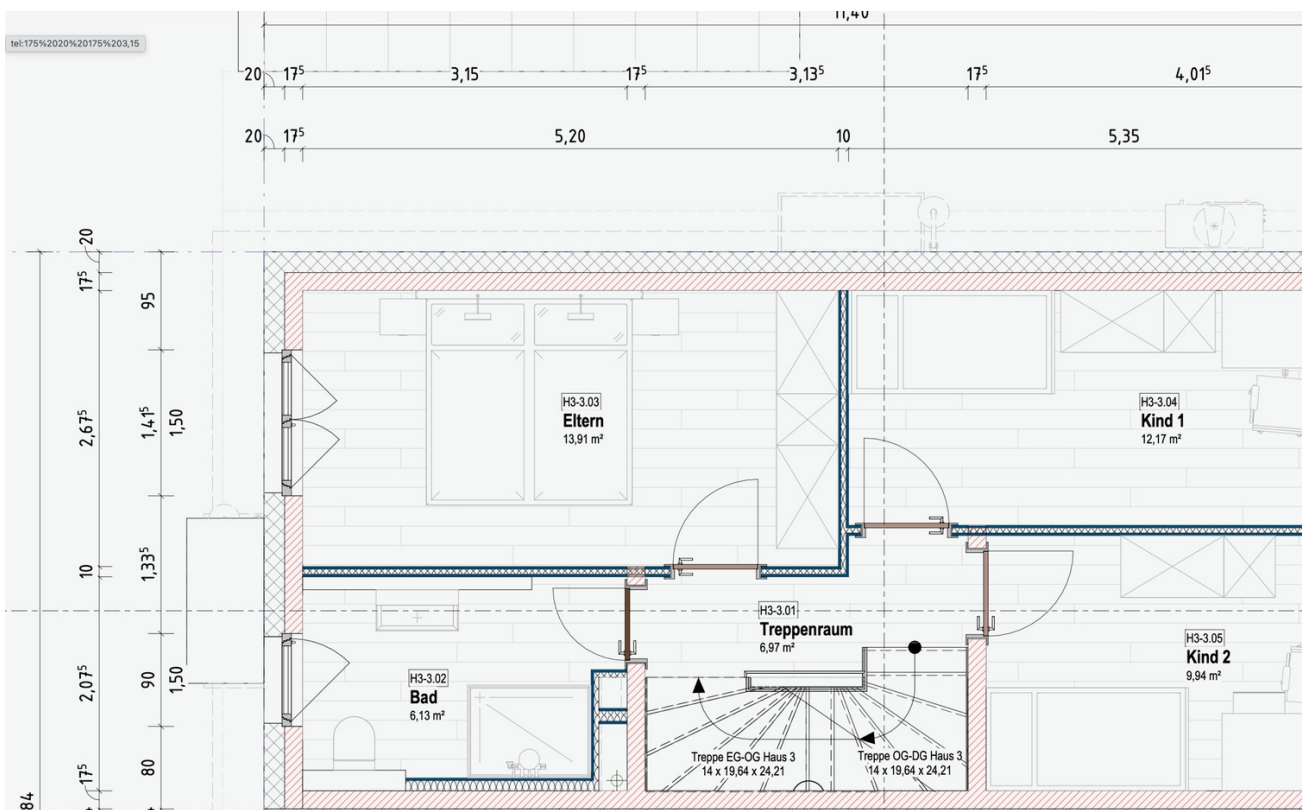 11,40
tel:175%2020%20175%203,15
20 17⁵ 3,15 17⁵ 3,13⁵ 17⁵ 4,01⁵
20 17⁵ 5,20 10 5,35
20
17⁵
95
2,67⁵
1,41⁵
1,50
H3-3.03
Eltern
13,91 m²
H3-3.04
Kind 1
12,17 m²
10
1,33⁵
H3-3.01
Treppenraum
6,97 m²
H3-3.05
Kind 2
9,94 m²
2,07⁵
90
1,50
H3-3.02
Bad
6,13 m²
Treppe EG-OG Haus 3
14 x 19,64 x 24,21
Treppe OG-DG Haus 3
14 x 19,64 x 24,21
17⁵
80
84